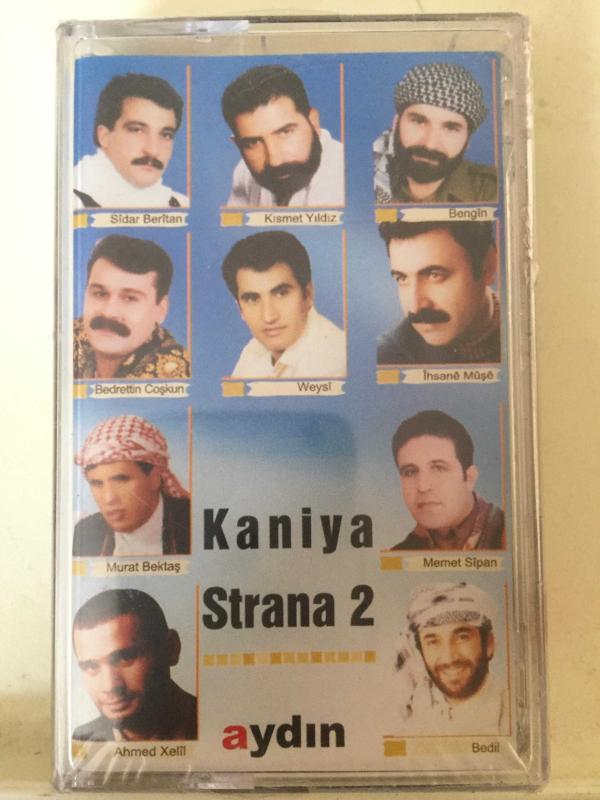 Sîdar Berîtan
Kısmet Yıldız
Bengîn
Bedrettin Coşkun
Weysî
Îhsanê Mûşê
Murat Bektaş
Memet Sîpan
Kaniya
Strana 2
Ahmed Xelîl
aydın
Bedil